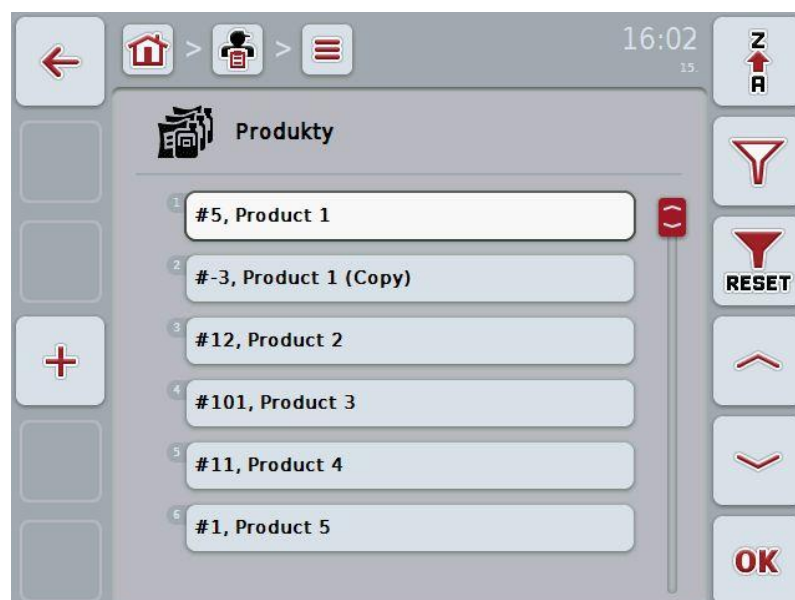 > >
16:02
15.
Z
A
Produkty
1
#5, Product 1
2
#-3, Product 1 (Copy)
3
#12, Product 2
4
#101, Product 3
5
#11, Product 4
6
#1, Product 5
RESET
OK